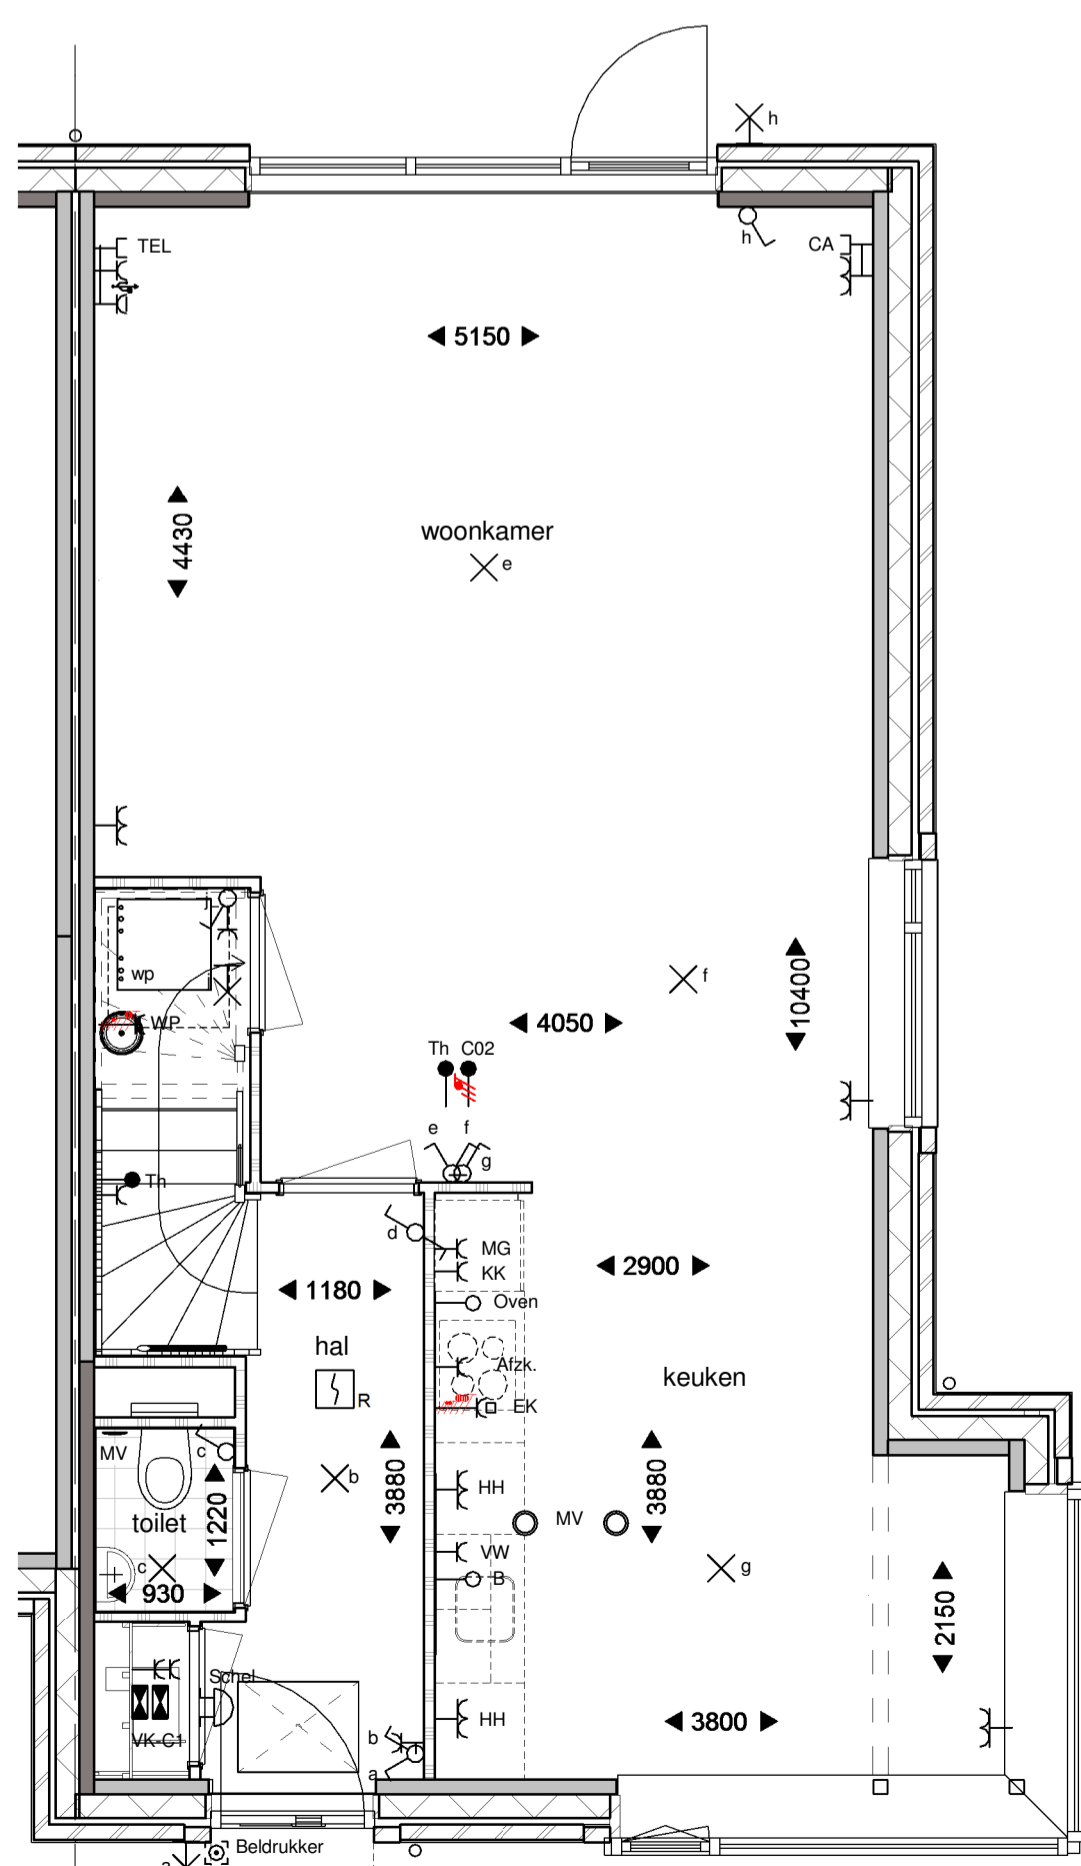 h
TEL
h
CA
5150
4430
woonkamer
e
wp
f
10400
WP
4050
Th C02
e f
g
Th
d
MG
KK
2900
1180
Oven
hal
Afzk.
keuken
R
EK
MV
c
b
3880
HH
3880
1220
toilet
MV
VW
c
g
B
930
2150
Schel
HH
3800
VK-C1
b
a
Beldrukker
a